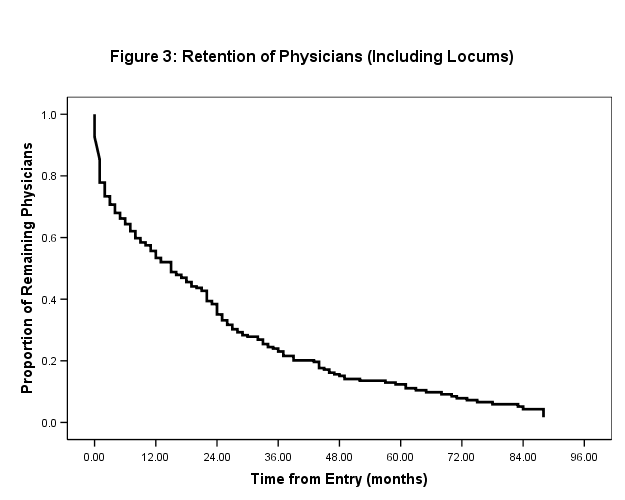 Figure 3: Retention of Physicians (Including Locums)
Proportion of Remaining Physicians
1.0
0.8
0.6
0.4
0.2
0.0
0.00 12.00 24.00 36.00 48.00 60.00 72.00 84.00 96.00
Time from Entry (months)